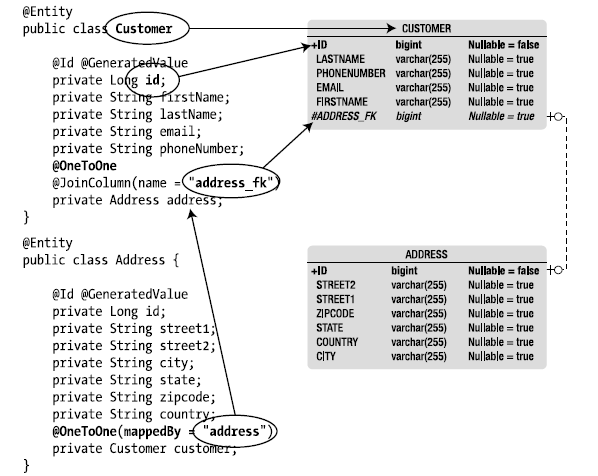 @Entity
public class Customer
@Id @GeneratedValue
private Long id;
private String firstName;
private String lastName;
private String email;
private String phoneNumber;
@OneToOne
@JoinColumn(name = "address_fk")
private Address address;
}
@Entity
public class Address {
@Id @GeneratedValue
private Long id;
private String street1;
private String street2;
private String city;
private String state;
private String zipcode;
private String country;
@OneToOne(mappedBy = "address")
private Customer customer;
}
CUSTOMER
+ID bigint Nullable = false
LASTNAME varchar(255) Nullable = true
PHONENUMBER varchar(255) Nullable = true
EMAIL varchar(255) Nullable = true
FIRSTNAME varchar(255) Nullable = true
#ADDRESS_FK bigint Nullable = true
ADDRESS
+ID bigint Nullable = false
STREET2 varchar(255) Nullable = true
STREET1 varchar(255) Nullable = true
ZIPCODE varchar(255) Nullable = true
STATE varchar(255) Nullable = true
COUNTRY varchar(255) Nullable = true
CITY varchar(255) Nullable = true